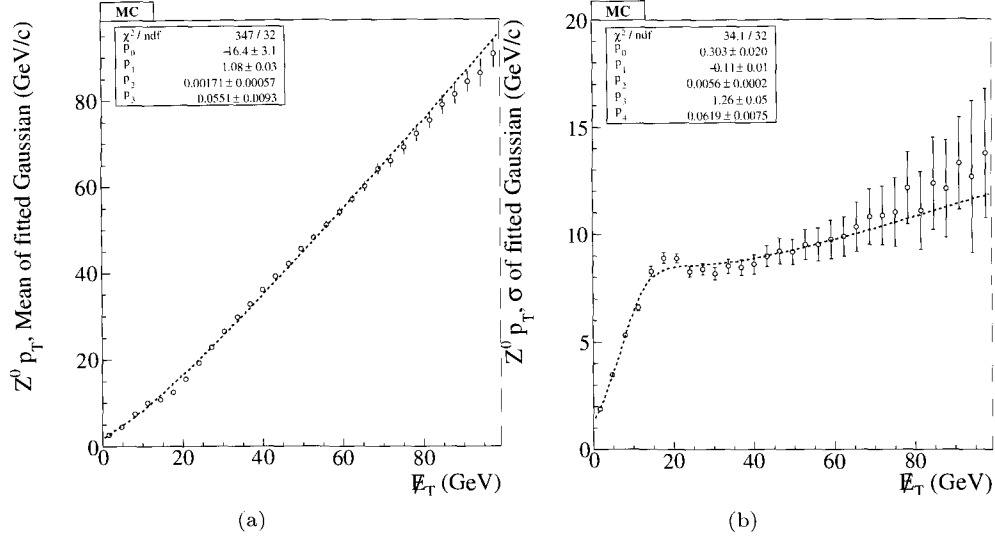 MC
χ² / ndf 347 / 32
p₀ -16.4 ± 3.1
p₁ 1.08 ± 0.03
p₂ 0.00171 ± 0.00057
p₃ 0.0551 ± 0.0093
Z⁰ p_T, Mean of fitted Gaussian (GeV/c)
80
60
40
20
0
0 20 40 60 80
E̸_T (GeV)
(a)
MC
χ² / ndf 34.1 / 32
p₀ 0.303 ± 0.020
p₁ -0.11 ± 0.01
p₂ 0.0056 ± 0.0002
p₃ 1.26 ± 0.05
p₄ 0.0619 ± 0.0075
Z⁰ p_T, σ of fitted Gaussian (GeV/c)
20
15
10
5
0
0 20 40 60 80
E̸_T (GeV)
(b)